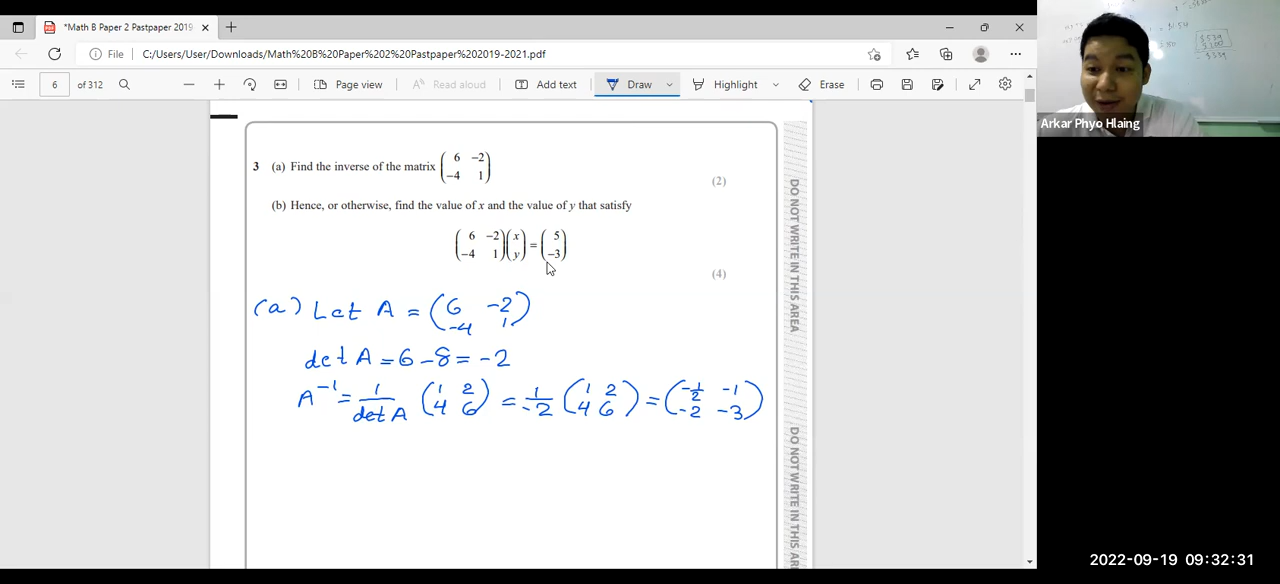 *Math B Paper 2 Pastpaper 2019
File C:/Users/User/Downloads/Math%20B%20Paper%202%20Pastpaper%202019-2021.pdf
6 of 312 Page view Read aloud Add text Draw Highlight Erase
Arkar Phyo Hlaing
3 (a) Find the inverse of the matrix ( 6 −2
−4 1 )
(2)
(b) Hence, or otherwise, find the value of x and the value of y that satisfy
( 6 −2 ) ( x ) = ( 5 )
( −4 1 ) ( y ) ( −3 )
(4)
(a) Let A = ( 6 -2
-4 1 )
det A = 6 - 8 = -2
A⁻¹ = 1/det A ( 1 2 ) = 1/-2 ( 1 2 ) = ( -1/2 -1 )
( 4 6 ) ( 4 6 ) ( -2 -3 )
DO NOT WRITE IN THIS AREA
DO NOT WRITE IN THIS AREA
2022-09-19 09:32:31